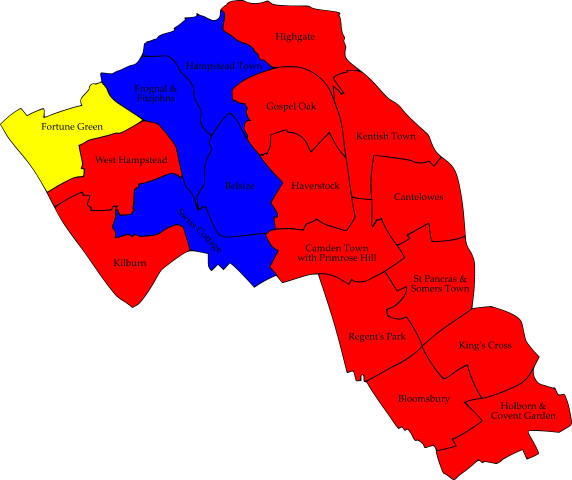 Highgate
Hampstead Town
Frognal &
Fitzjohns
Gospel Oak
Fortune Green
Kentish Town
West Hampstead
Belsize
Haverstock
Cantelowes
Swiss Cottage
Camden Town
with Primrose Hill
Kilburn
St Pancras &
Somers Town
Regent's Park
King's Cross
Bloomsbury
Holborn &
Covent Garden